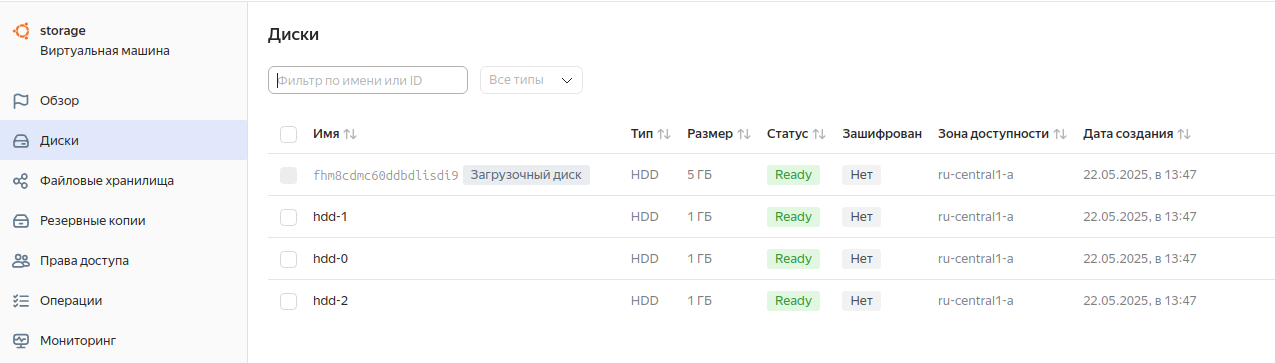 storage
Виртуальная машина
Обзор
Диски
Файловые хранилища
Резервные копии
Права доступа
Операции
Мониторинг
Диски
Фильтр по имени или ID Все типы
Имя Тип Размер Статус Зашифрован Зона доступности Дата создания
fhm8cdmc60ddbdlisdi9 Загрузочный диск HDD 5 ГБ Ready Нет ru-central1-a 22.05.2025, в 13:47
hdd-1 HDD 1 ГБ Ready Нет ru-central1-a 22.05.2025, в 13:47
hdd-0 HDD 1 ГБ Ready Нет ru-central1-a 22.05.2025, в 13:47
hdd-2 HDD 1 ГБ Ready Нет ru-central1-a 22.05.2025, в 13:47